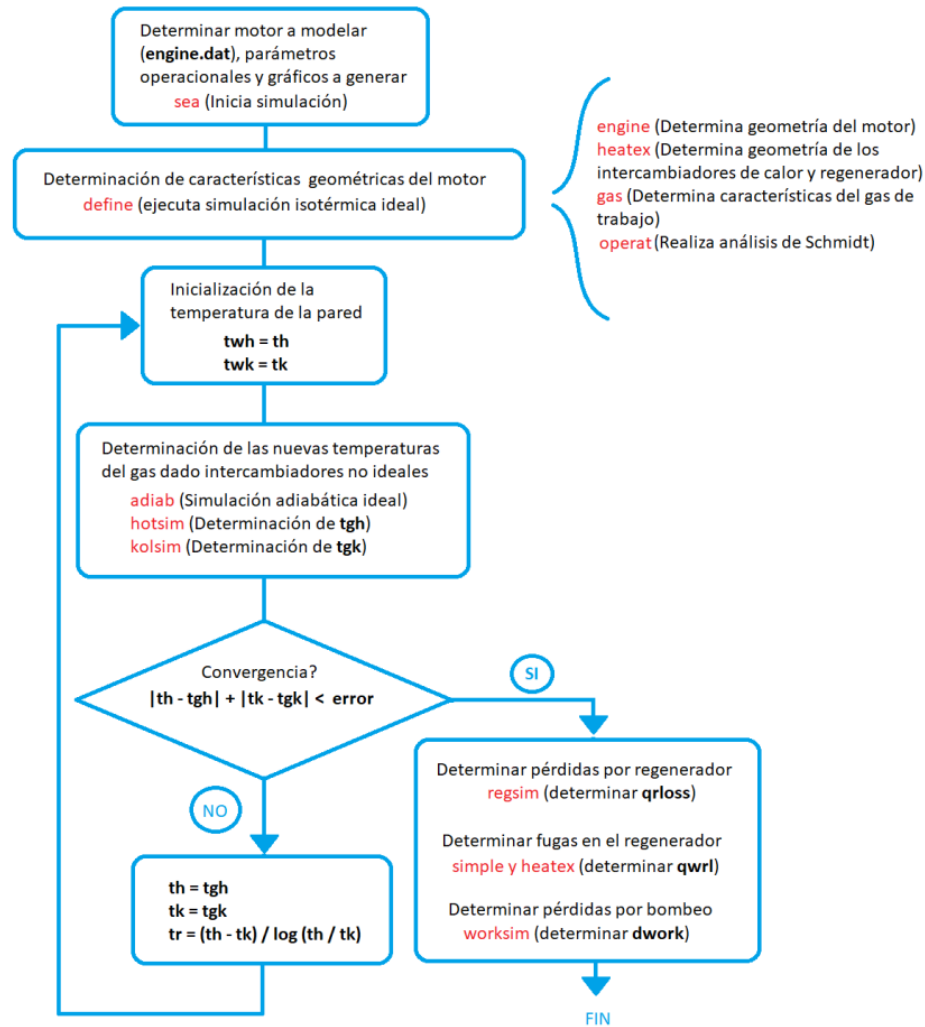 Determinar motor a modelar
(engine.dat), parámetros
operacionales y gráficos a generar
sea (Inicia simulación)
Determinación de características geométricas del motor
define (ejecuta simulación isotérmica ideal)
engine (Determina geometría del motor)
heatex (Determina geometría de los
intercambiadores de calor y regenerador)
gas (Determina características del gas de
trabajo)
operat(Realiza análisis de Schmidt)
Inicialización de la
temperatura de la pared
twh = th
twk = tk
Determinación de las nuevas temperaturas
del gas dado intercambiadores no ideales
adiab (Simulación adiabática ideal)
hotsim (Determinación de tgh)
kolsim (Determinación de tgk)
Convergencia?
|th - tgh| + |tk - tgk| < error
SI
NO
th = tgh
tk = tgk
tr = (th - tk) / log (th / tk)
Determinar pérdidas por regenerador
regsim (determinar qrloss)
Determinar fugas en el regenerador
simple y heatex (determinar qwrl)
Determinar pérdidas por bombeo
worksim (determinar dwork)
FIN